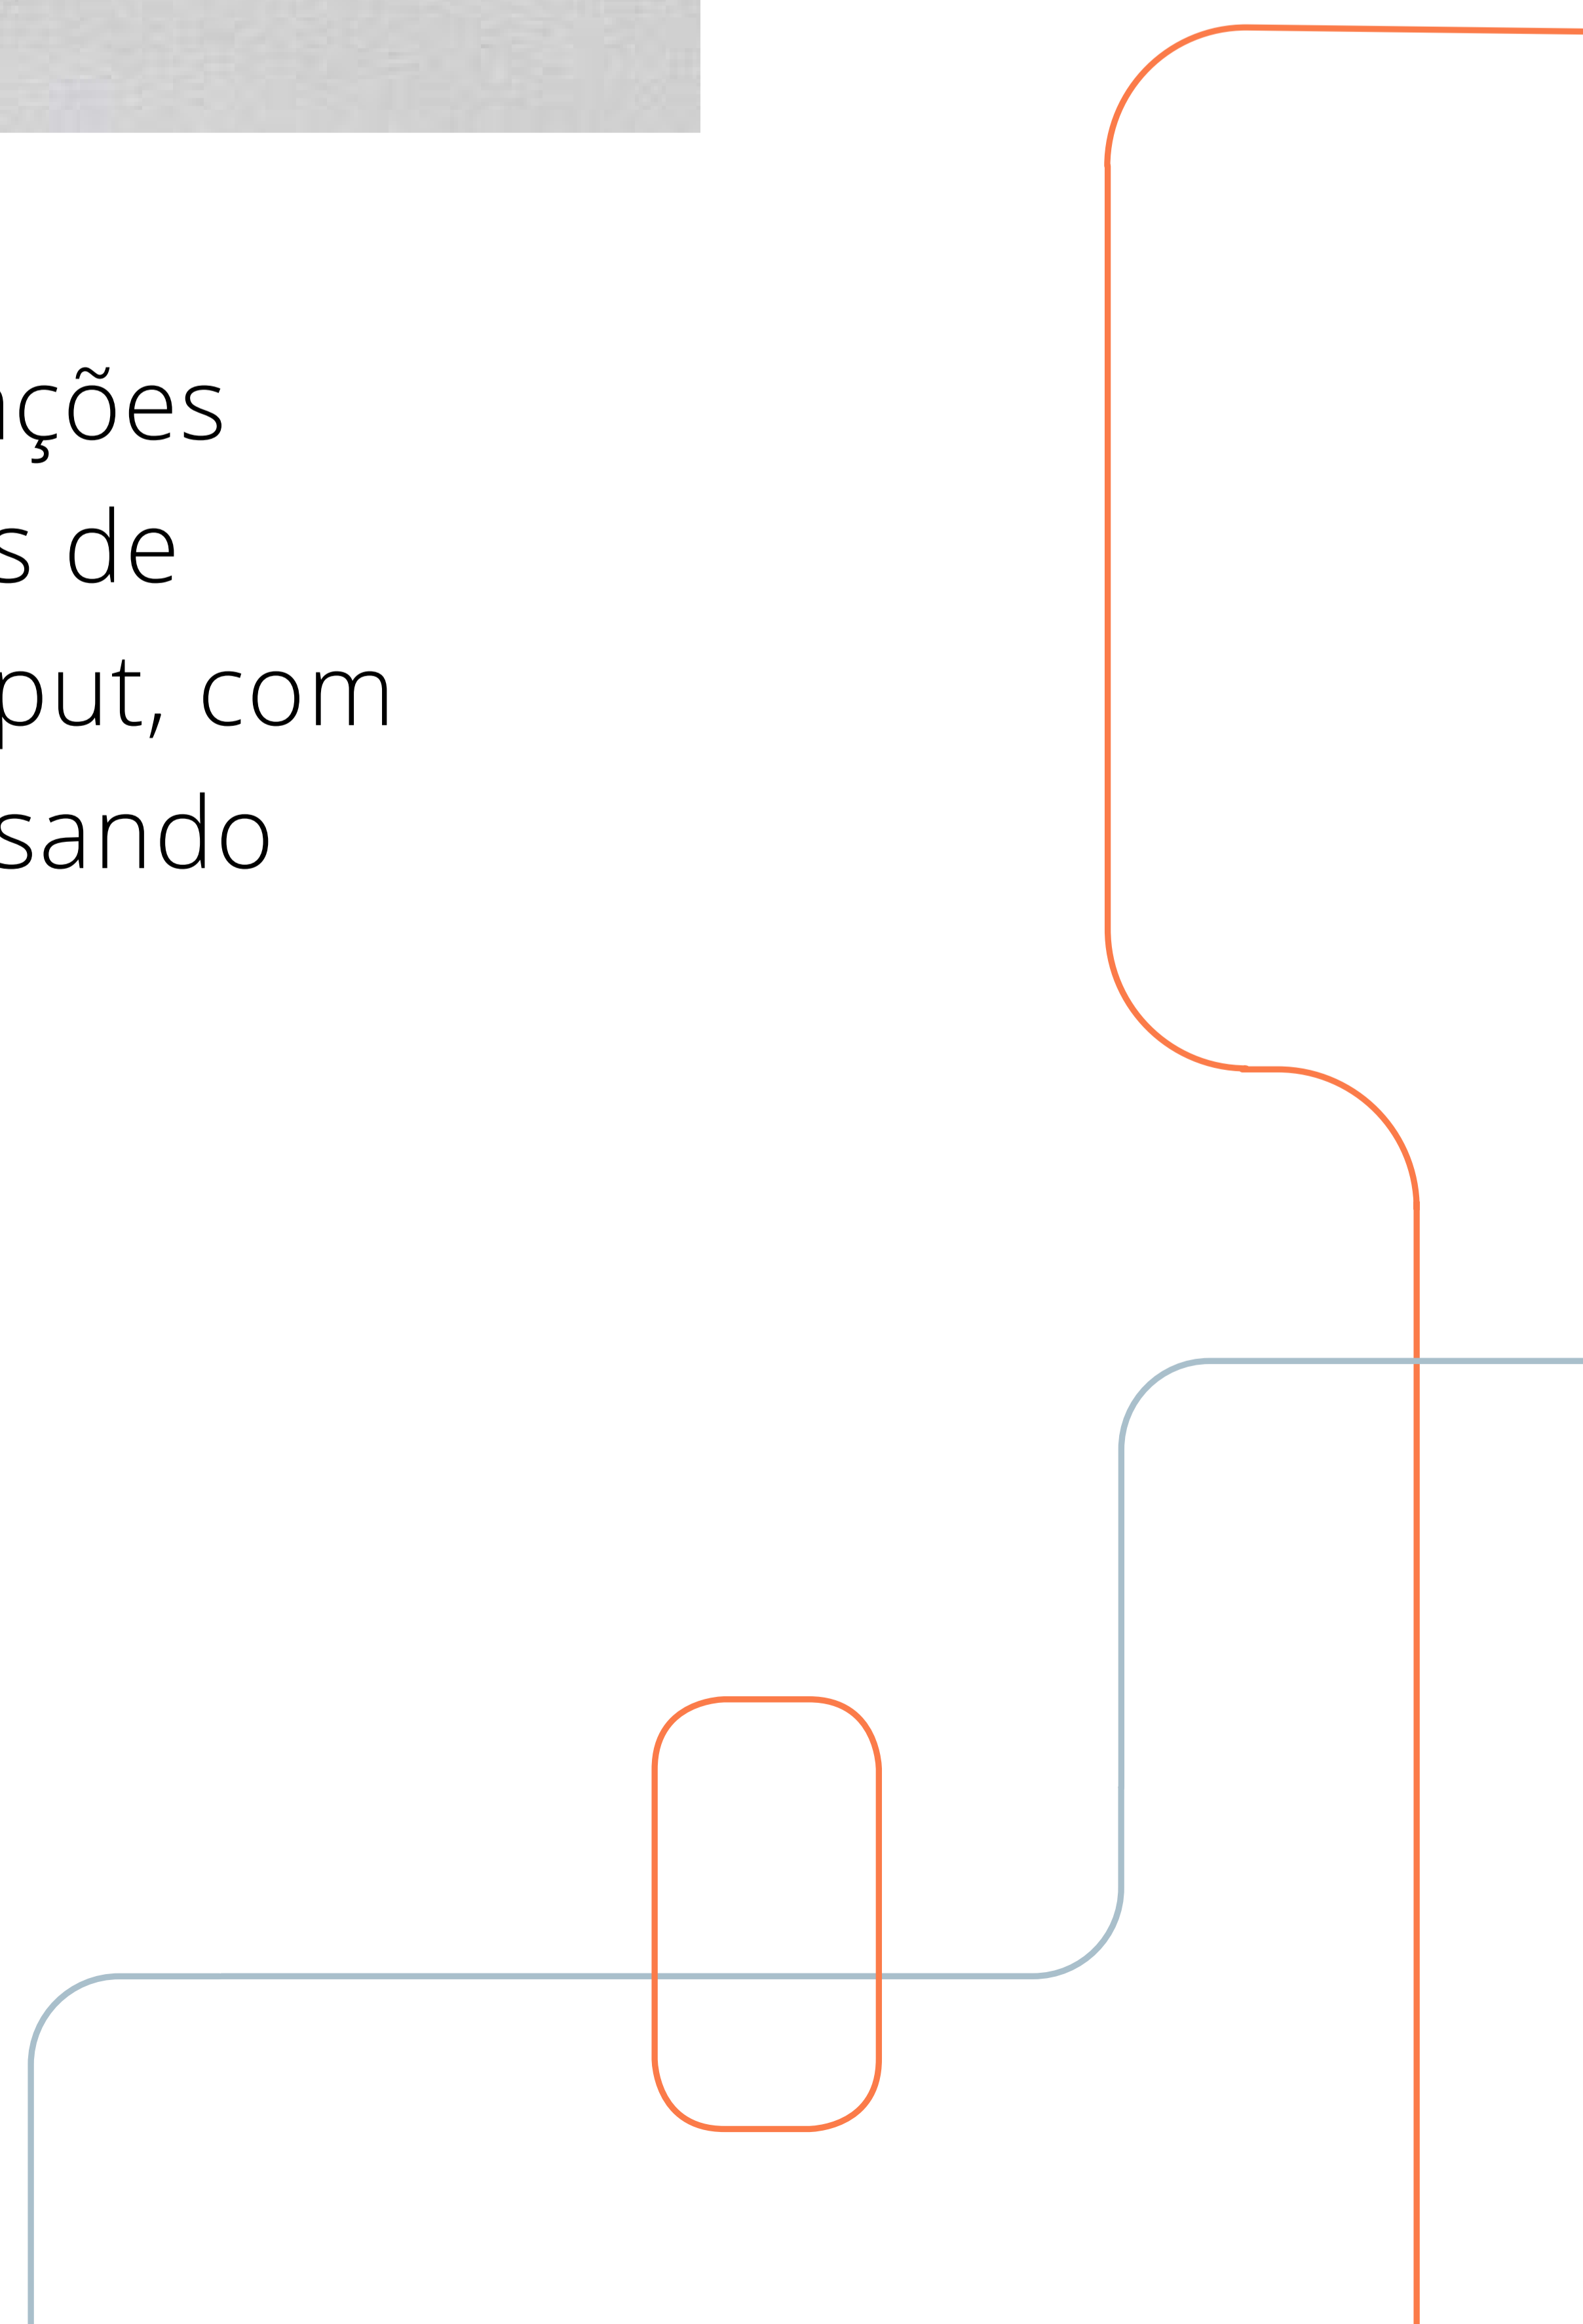 ções
s de
put, com
sando